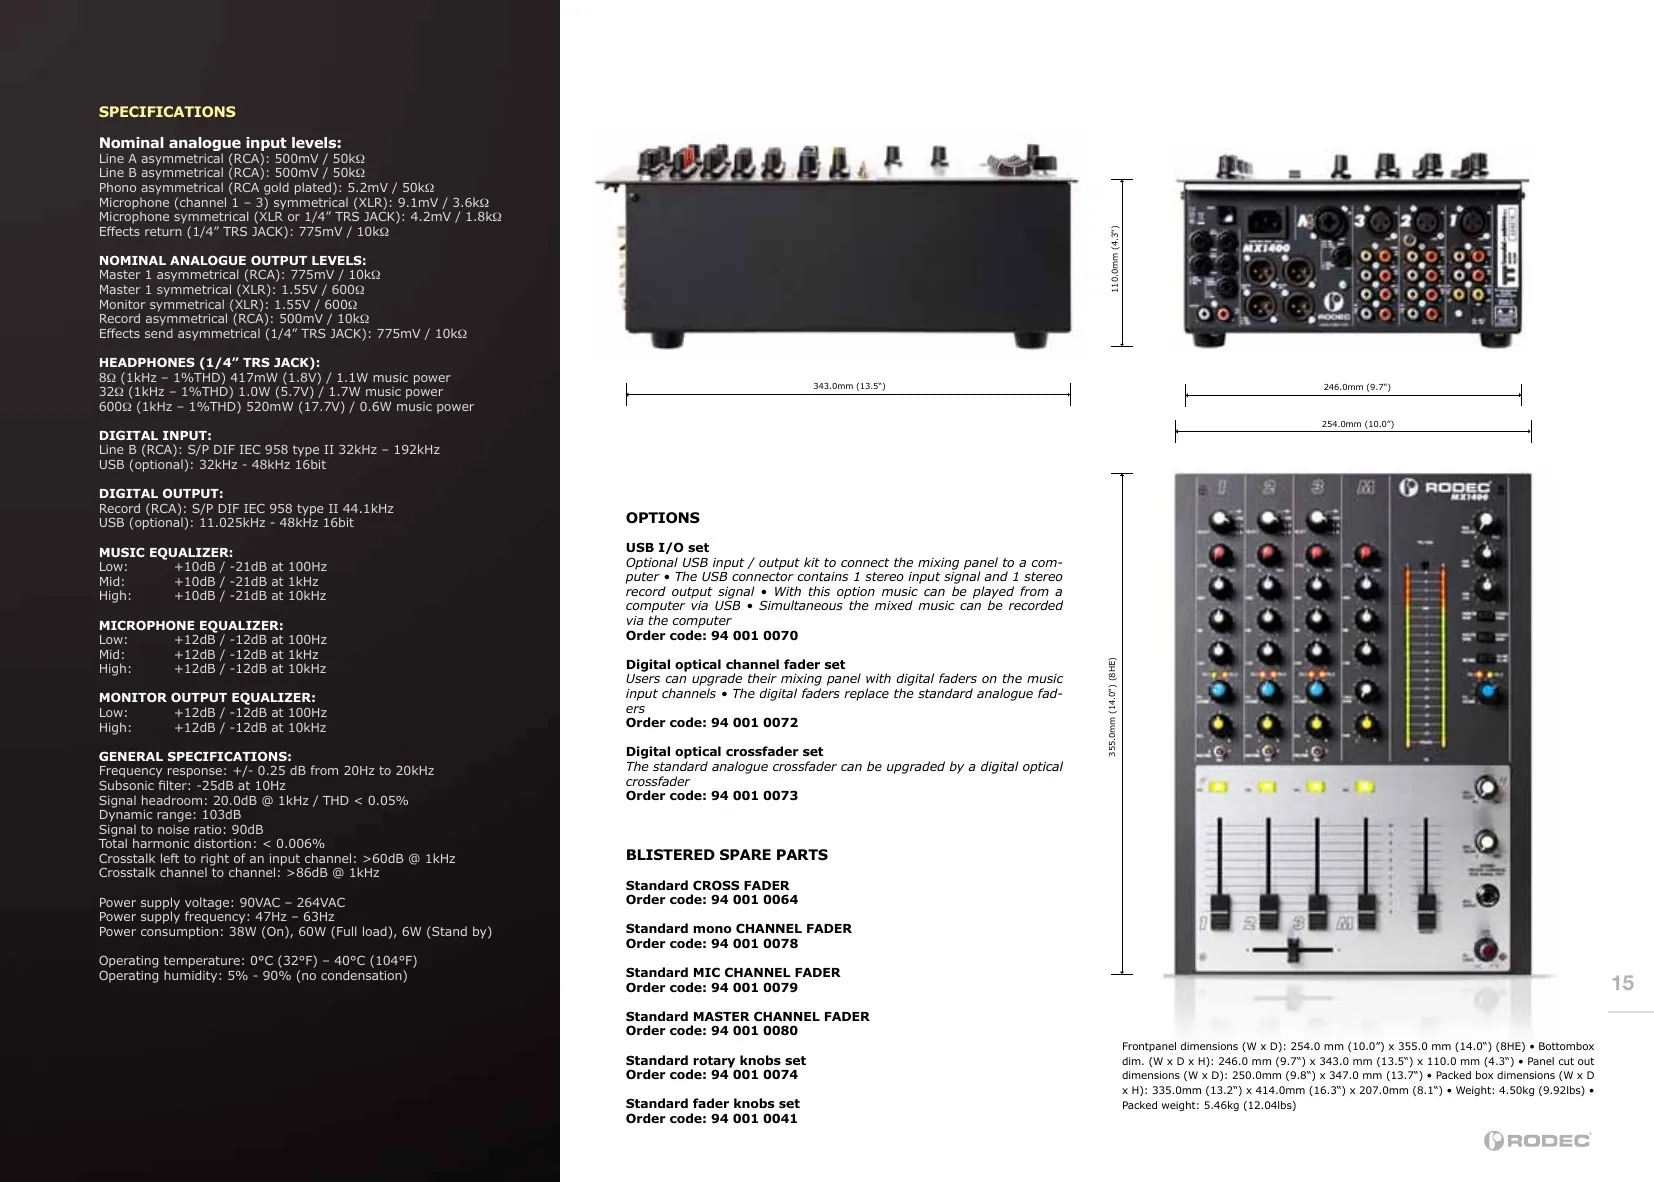 SPECIFICATIONS
Nominal analogue input levels:
Line A asymmetrical (RCA): 500mV / 50kΩ
Line B asymmetrical (RCA): 500mV / 50kΩ
Phono asymmetrical (RCA gold plated): 5.2mV / 50kΩ
Microphone (channel 1 – 3) symmetrical (XLR): 9.1mV / 3.6kΩ
Microphone symmetrical (XLR or 1/4” TRS JACK): 4.2mV / 1.8kΩ
Effects return (1/4” TRS JACK): 775mV / 10kΩ
NOMINAL ANALOGUE OUTPUT LEVELS:
Master 1 asymmetrical (RCA): 775mV / 10kΩ
Master 1 symmetrical (XLR): 1.55V / 600Ω
Monitor symmetrical (XLR): 1.55V / 600Ω
Record asymmetrical (RCA): 500mV / 10kΩ
Effects send asymmetrical (1/4” TRS JACK): 775mV / 10kΩ
HEADPHONES (1/4” TRS JACK):
8Ω (1kHz – 1%THD) 417mW (1.8V) / 1.1W music power
32Ω (1kHz – 1%THD) 1.0W (5.7V) / 1.7W music power
600Ω (1kHz – 1%THD) 520mW (17.7V) / 0.6W music power
DIGITAL INPUT:
Line B (RCA): S/P DIF IEC 958 type II 32kHz – 192kHz
USB (optional): 32kHz - 48kHz 16bit
DIGITAL OUTPUT:
Record (RCA): S/P DIF IEC 958 type II 44.1kHz
USB (optional): 11.025kHz - 48kHz 16bit
MUSIC EQUALIZER:
Low: +10dB / -21dB at 100Hz
Mid: +10dB / -21dB at 1kHz
High: +10dB / -21dB at 10kHz
MICROPHONE EQUALIZER:
Low: +12dB / -12dB at 100Hz
Mid: +12dB / -12dB at 1kHz
High: +12dB / -12dB at 10kHz
MONITOR OUTPUT EQUALIZER:
Low: +12dB / -12dB at 100Hz
High: +12dB / -12dB at 10kHz
GENERAL SPECIFICATIONS:
Frequency response: +/- 0.25 dB from 20Hz to 20kHz
Subsonic filter: -25dB at 10Hz
Signal headroom: 20.0dB @ 1kHz / THD < 0.05%
Dynamic range: 103dB
Signal to noise ratio: 90dB
Total harmonic distortion: < 0.006%
Crosstalk left to right of an input channel: >60dB @ 1kHz
Crosstalk channel to channel: >86dB @ 1kHz
Power supply voltage: 90VAC – 264VAC
Power supply frequency: 47Hz – 63Hz
Power consumption: 38W (On), 60W (Full load), 6W (Stand by)
Operating temperature: 0°C (32°F) – 40°C (104°F)
Operating humidity: 5% - 90% (no condensation)
343.0mm (13.5“)
110.0mm (4.3“)
A 3 2 1
MX1400
RODEC
246.0mm (9.7“)
254.0mm (10.0”)
355.0mm (14.0“) (8HE)
1 2 3 M RODEC
MX1400
1 2 3 M
OPTIONS
USB I/O set
Optional USB input / output kit to connect the mixing panel to a com-
puter • The USB connector contains 1 stereo input signal and 1 stereo
record output signal • With this option music can be played from a
computer via USB • Simultaneous the mixed music can be recorded
via the computer
Order code: 94 001 0070
Digital optical channel fader set
Users can upgrade their mixing panel with digital faders on the music
input channels • The digital faders replace the standard analogue fad-
ers
Order code: 94 001 0072
Digital optical crossfader set
The standard analogue crossfader can be upgraded by a digital optical
crossfader
Order code: 94 001 0073
BLISTERED SPARE PARTS
Standard CROSS FADER
Order code: 94 001 0064
Standard mono CHANNEL FADER
Order code: 94 001 0078
Standard MIC CHANNEL FADER
Order code: 94 001 0079
Standard MASTER CHANNEL FADER
Order code: 94 001 0080
Standard rotary knobs set
Order code: 94 001 0074
Standard fader knobs set
Order code: 94 001 0041
15
Frontpanel dimensions (W x D): 254.0 mm (10.0”) x 355.0 mm (14.0“) (8HE) • Bottombox
dim. (W x D x H): 246.0 mm (9.7“) x 343.0 mm (13.5“) x 110.0 mm (4.3“) • Panel cut out
dimensions (W x D): 250.0mm (9.8“) x 347.0 mm (13.7“) • Packed box dimensions (W x D
x H): 335.0mm (13.2“) x 414.0mm (16.3“) x 207.0mm (8.1“) • Weight: 4.50kg (9.92lbs) •
Packed weight: 5.46kg (12.04lbs)
RODEC